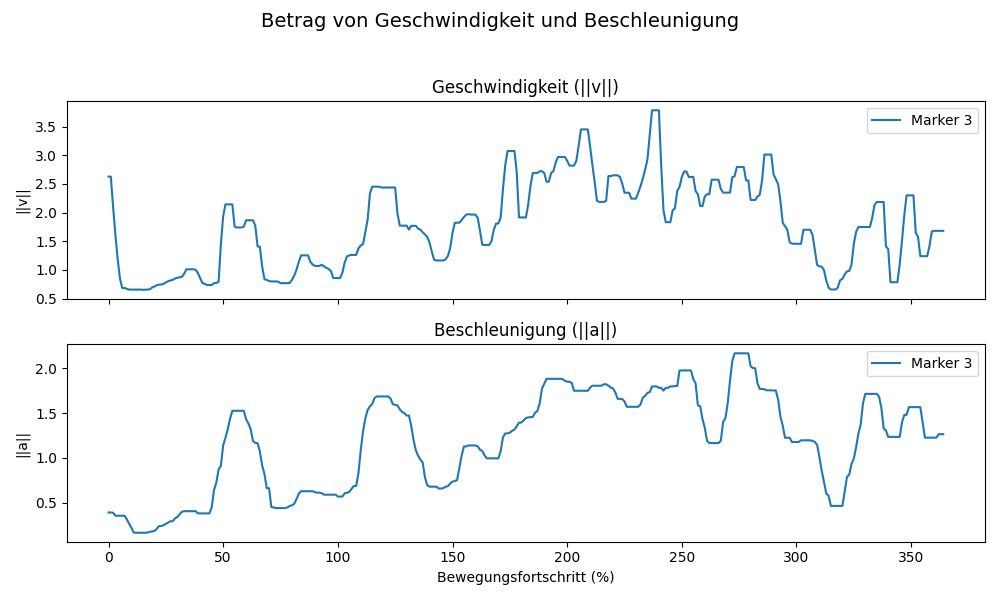 Betrag von Geschwindigkeit und Beschleunigung
Geschwindigkeit (||v||)
Marker 3
||v||
3.5
3.0
2.5
2.0
1.5
1.0
0.5
Beschleunigung (||a||)
Marker 3
||a||
2.0
1.5
1.0
0.5
0 50 100 150 200 250 300 350
Bewegungsfortschritt (%)